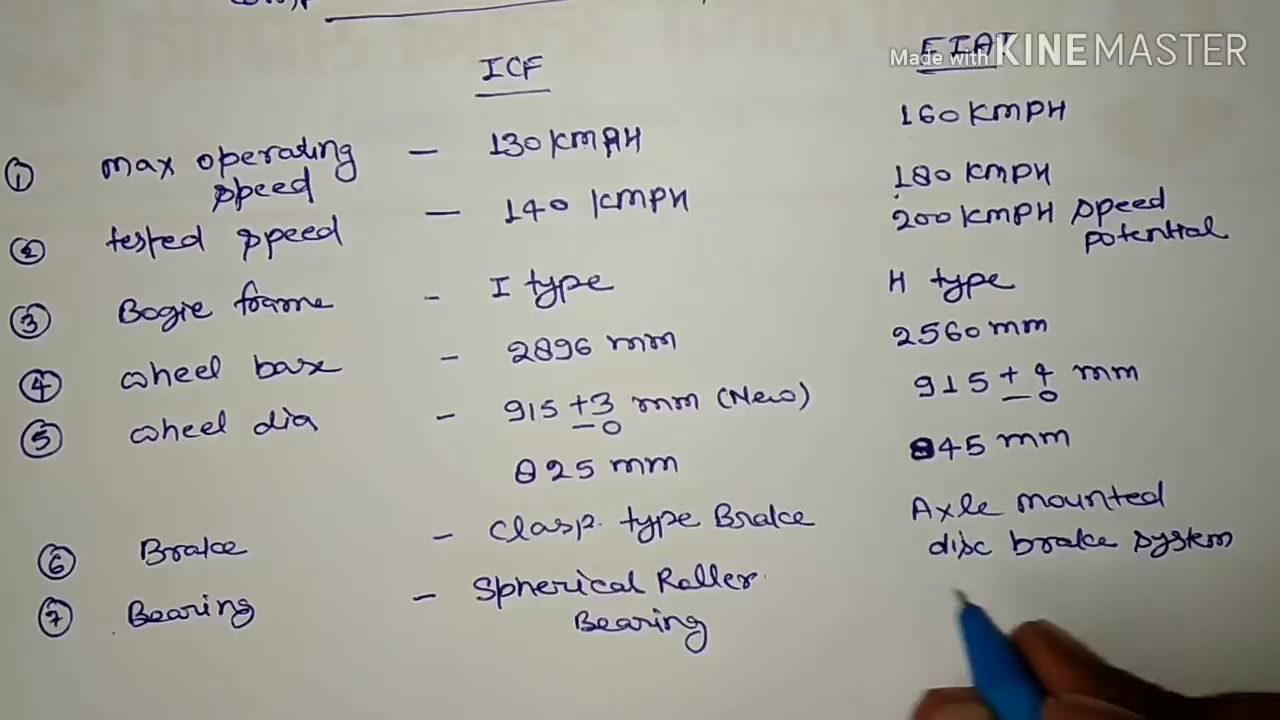 ICF
FIAT
Made with KINEMASTER
① max operating speed – 130 KMPH
160 KMPH
② tested speed – 140 KMPH
180 KMPH
200 KMPH speed potential
③ Bogie frame – I type
H type
④ wheel base – 2896 mm
2560 mm
⑤ wheel dia – 915 +3 -0 mm (New)
915 +4 -0 mm
825 mm
845 mm
⑥ Brake – Clasp type Brake
Axle mounted
disc brake system
⑦ Bearing – Spherical Roller
Bearing